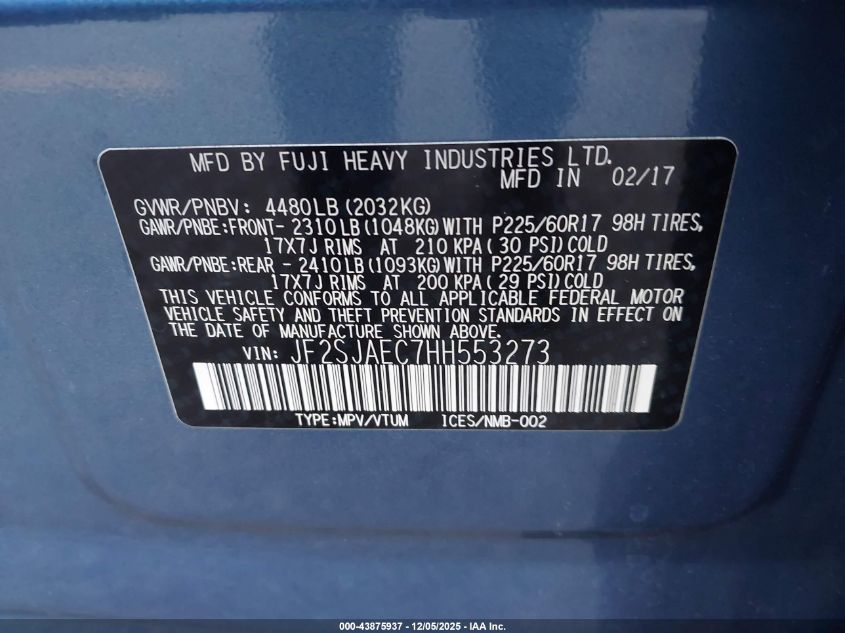 MFD BY FUJI HEAVY INDUSTRIES LTD.
MFD IN 02/17
GVWR/PNBV: 4480LB (2032KG)
GAWR/PNBE:FRONT- 2310 LB (1048KG) WITH P225/60R17 98H TIRES,
17X7J RIMS AT 210 KPA ( 30 PSI) COLD
GAWR/PNBE:REAR - 2410 LB (1093KG) WITH P225/60R17 98H TIRES,
17X7J RIMS AT 200 KPA ( 29 PSI) COLD
THIS VEHICLE CONFORMS TO ALL APPLICABLE FEDERAL MOTOR
VEHICLE SAFETY AND THEFT PREVENTION STANDARDS IN EFFECT ON
THE DATE OF MANUFACTURE SHOWN ABOVE.
VIN: JF2SJAEC7HH553273
TYPE:MPV/VTUM ICES/NMB-002
000-43875937 - 12/05/2025 - IAA Inc.